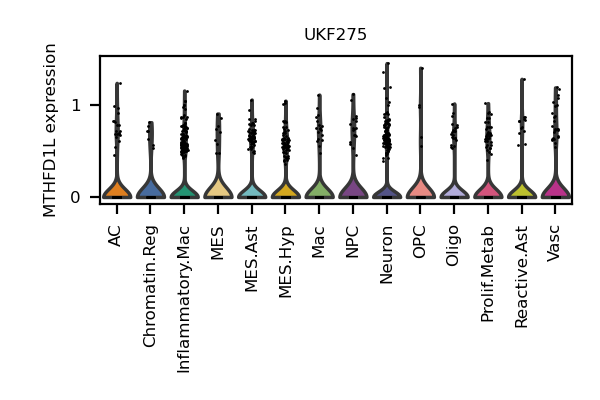 UKF275
MTHFD1L expression
1
0
AC
Chromatin.Reg
Inflammatory.Mac
MES
MES.Ast
MES.Hyp
Mac
NPC
Neuron
OPC
Oligo
Prolif.Metab
Reactive.Ast
Vasc